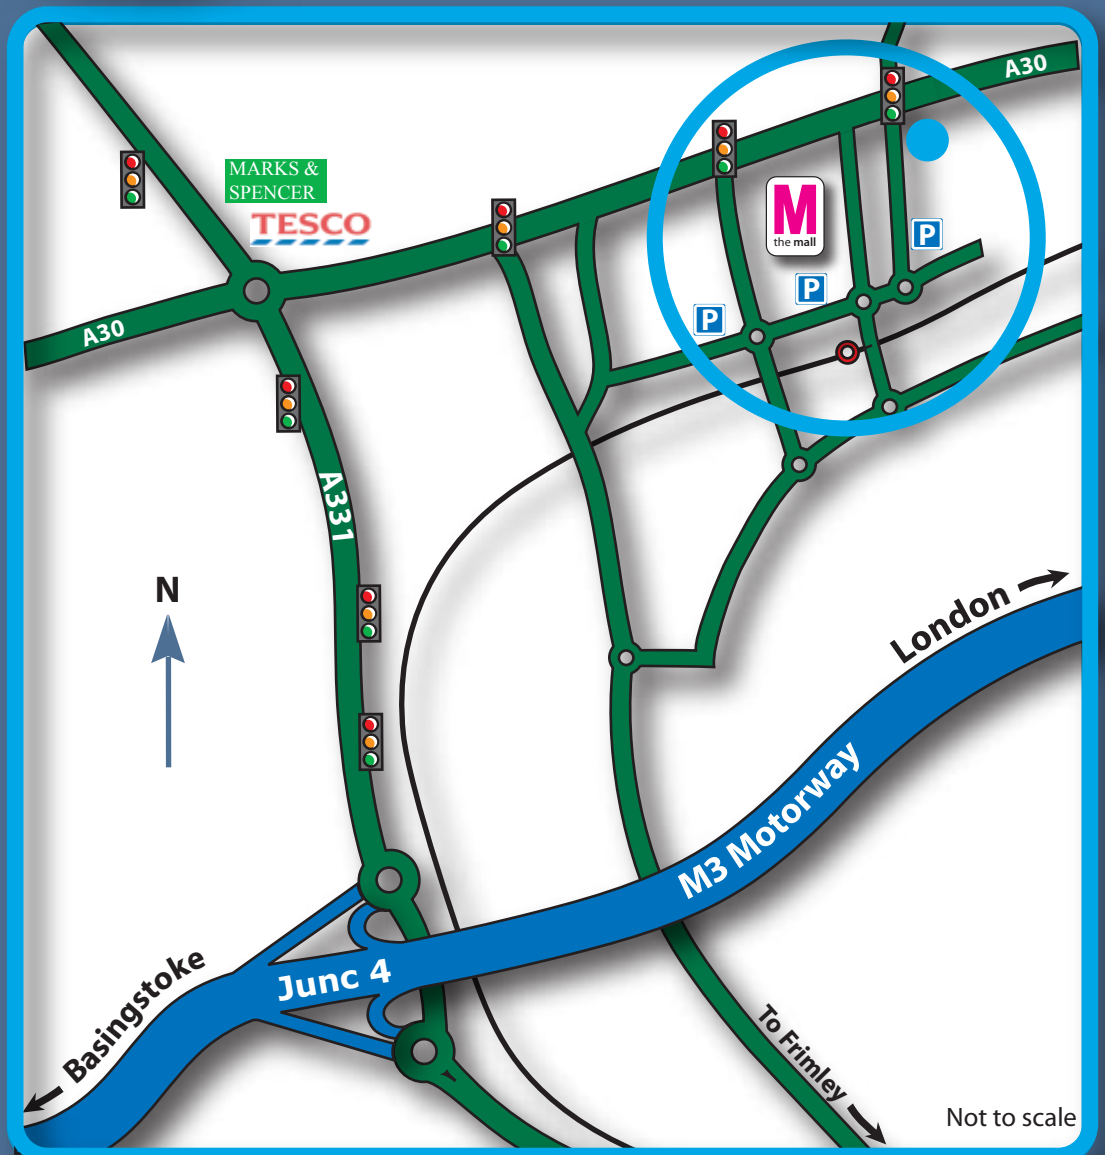 A30
MARKS &
SPENCER
TESCO
M
the mall
P
P
P
A30
A331
N
London
M3 Motorway
Junc 4
Basingstoke
To Frimley
Not to scale